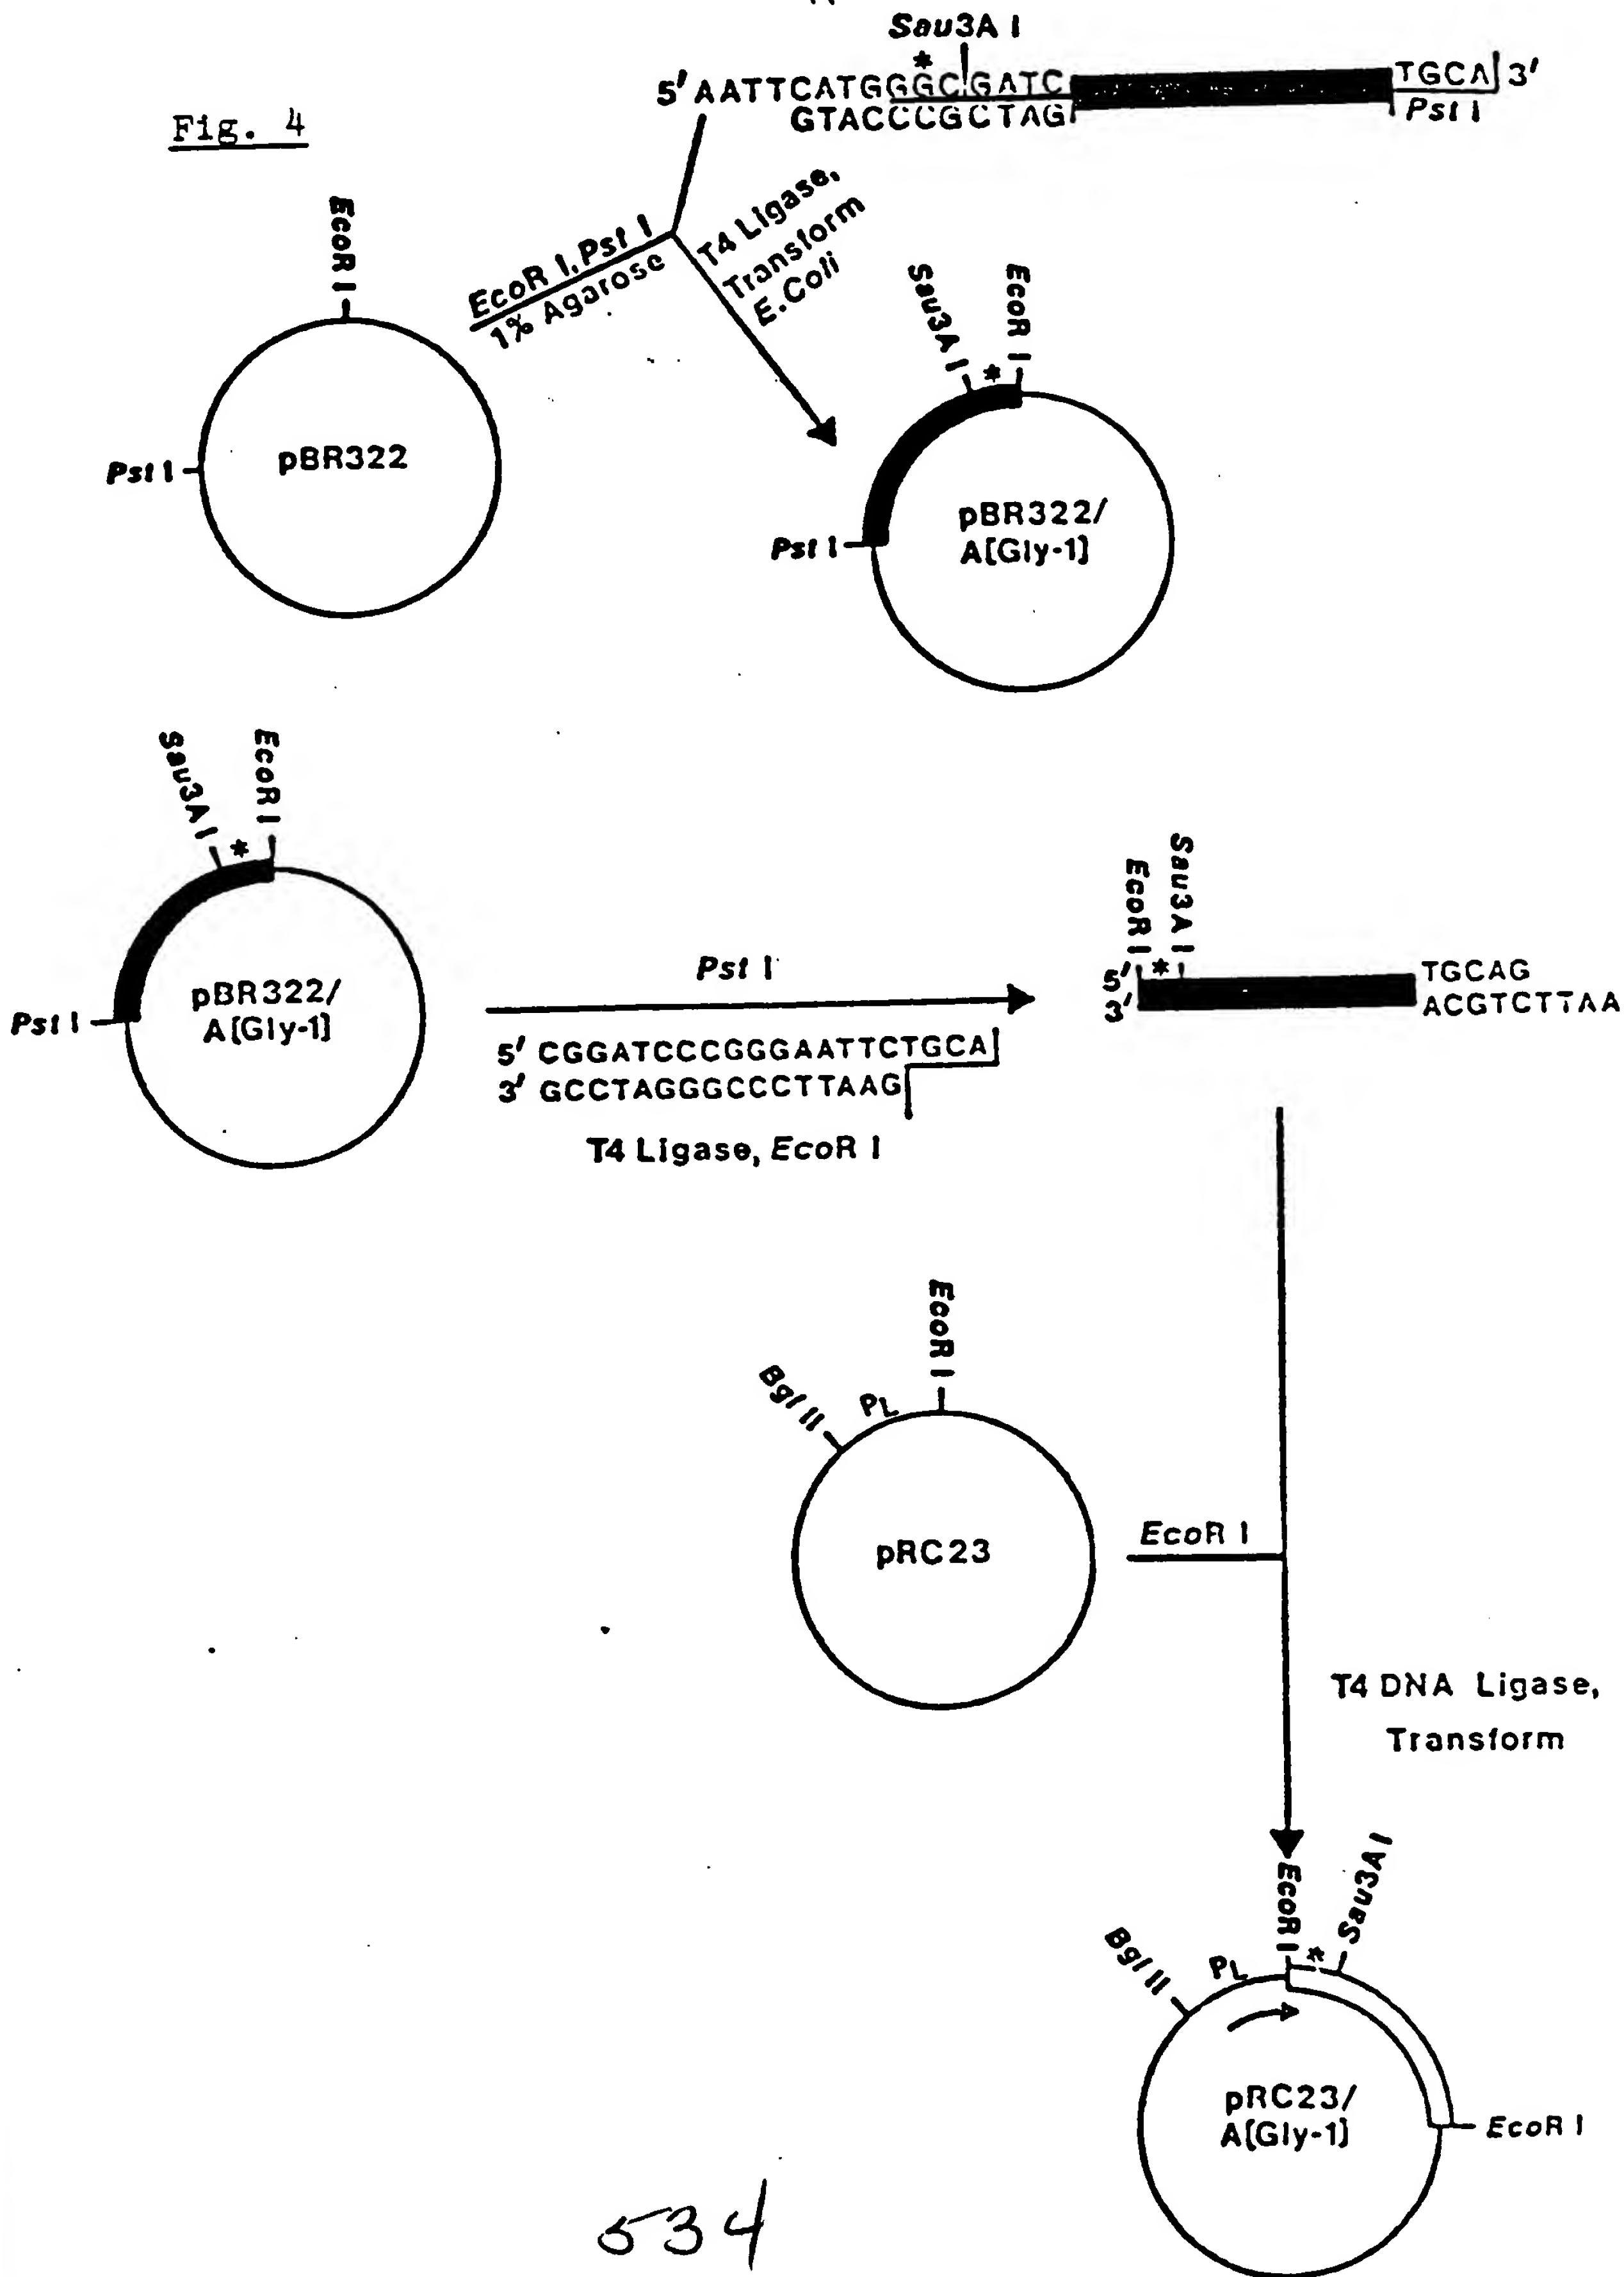 Fig. 4
Sau3A I
*
5' AATTCATGGGCGATC TGCA 3'
GTACCCGCTAG Pst I
EcoR I
Pst I
pBR322
EcoR I, Pst I
1% Agarose
T4 Ligase,
Transform
E. Coli
Sau3A I
*
EcoR I
Pst I
pBR322/
A[Gly-1]
Sau3A I
*
EcoR I
Pst I
pBR322/
A[Gly-1]
Pst I
5' CGGATCCCGGGAATTCTGCA
3' GCCTAGGGCCCTTAAG
T4 Ligase, EcoR I
EcoR I
*
Sau3A I
5' TGCAG
3' ACGTCTTAA
Bgl II
PL
EcoR I
pRC23
EcoR I
T4 DNA Ligase,
Transform
Bgl II
PL
EcoR I
*
Sau3A I
pRC23/
A[Gly-1]
EcoR I
534